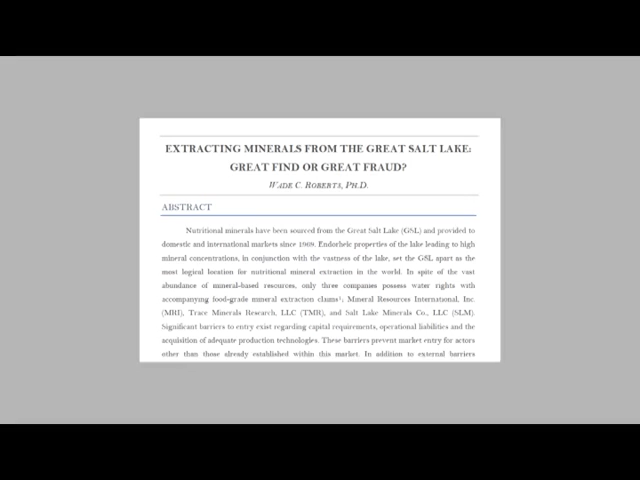 EXTRACTING MINERALS FROM THE GREAT SALT LAKE:
GREAT FIND OR GREAT FRAUD?
WADE C. ROBERTS, PH.D.
ABSTRACT
Nutritional minerals have been sourced from the Great Salt Lake (GSL) and provided to
domestic and international markets since 1969. Endorheic properties of the lake leading to high
mineral concentrations, in conjunction with the vastness of the lake, set the GSL apart as the
most logical location for nutritional mineral extraction in the world. In spite of the vast
abundance of mineral-based resources, only three companies possess water rights with
accompanying food-grade mineral extraction claims¹; Mineral Resources International, Inc.
(MRI), Trace Minerals Research, LLC (TMR), and Salt Lake Minerals Co., LLC (SLM).
Significant barriers to entry exist regarding capital requirements, operational liabilities and the
acquisition of adequate production technologies. These barriers prevent market entry for actors
other than those already established within this market. In addition to external barriers